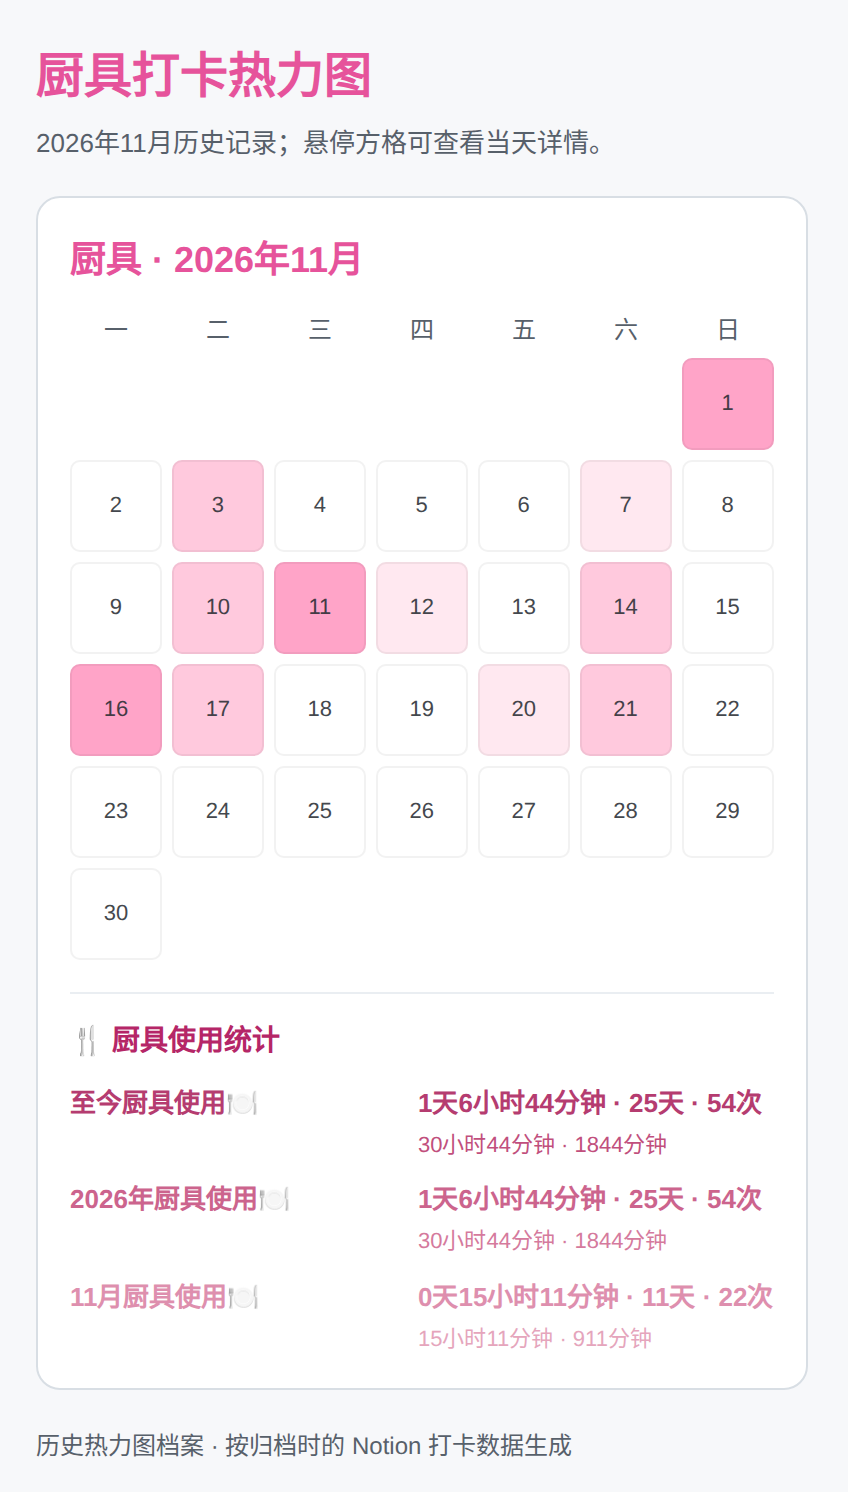 厨具打卡热力图
2026年11月历史记录；悬停方格可查看当天详情。
厨具 · 2026年11月
一 二 三 四 五 六 日
1
2 3 4 5 6 7 8
9 10 11 12 13 14 15
16 17 18 19 20 21 22
23 24 25 26 27 28 29
30
🍴 厨具使用统计
至今厨具使用🍽️ 1天6小时44分钟 · 25天 · 54次
30小时44分钟 · 1844分钟
2026年厨具使用🍽️ 1天6小时44分钟 · 25天 · 54次
30小时44分钟 · 1844分钟
11月厨具使用🍽️ 0天15小时11分钟 · 11天 · 22次
15小时11分钟 · 911分钟
历史热力图档案 · 按归档时的 Notion 打卡数据生成